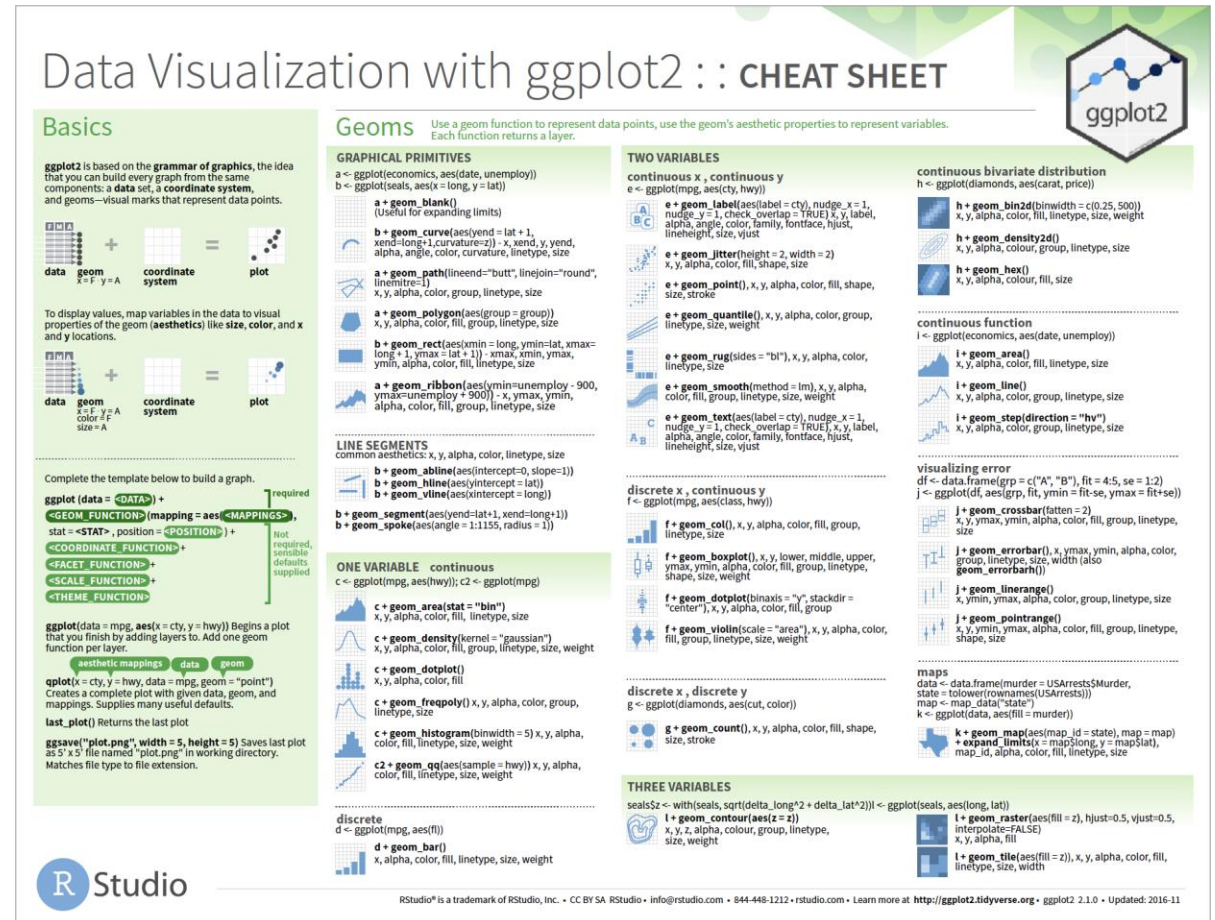 Data Visualization with ggplot2 : : CHEAT SHEET
ggplot2
Basics
ggplot2 is based on the grammar of graphics, the idea
that you can build every graph from the same
components: a data set, a coordinate system,
and geoms—visual marks that represent data points.
F M A
+
=
data
geom
x = F · y = A
coordinate
system
plot
To display values, map variables in the data to visual
properties of the geom (aesthetics) like size, color, and x
and y locations.
F M A
+
=
data
geom
x = F · y = A
color = F
size = A
coordinate
system
plot
Complete the template below to build a graph.
required
ggplot (data = <DATA>) +
<GEOM_FUNCTION> (mapping = aes(<MAPPINGS>),
stat = <STAT> , position = <POSITION>) +
<COORDINATE_FUNCTION> +
<FACET_FUNCTION> +
<SCALE_FUNCTION> +
<THEME_FUNCTION>
Not
required,
sensible
defaults
supplied
ggplot(data = mpg, aes(x = cty, y = hwy)) Begins a plot
that you finish by adding layers to. Add one geom
function per layer.
aesthetic mappings data geom
qplot(x = cty, y = hwy, data = mpg, geom = "point")
Creates a complete plot with given data, geom, and
mappings. Supplies many useful defaults.
last_plot() Returns the last plot
ggsave("plot.png", width = 5, height = 5) Saves last plot
as 5' x 5' file named "plot.png" in working directory.
Matches file type to file extension.
Geoms
Use a geom function to represent data points, use the geom's aesthetic properties to represent variables.
Each function returns a layer.
GRAPHICAL PRIMITIVES
a <- ggplot(economics, aes(date, unemploy))
b <- ggplot(seals, aes(x = long, y = lat))
a + geom_blank()
(Useful for expanding limits)
b + geom_curve(aes(yend = lat + 1,
xend=long+1,curvature=z)) - x, xend, y, yend,
alpha, angle, color, curvature, linetype, size
a + geom_path(lineend="butt", linejoin="round",
linemitre=1)
x, y, alpha, color, group, linetype, size
a + geom_polygon(aes(group = group))
x, y, alpha, color, fill, group, linetype, size
b + geom_rect(aes(xmin = long, ymin=lat, xmax=
long + 1, ymax = lat + 1)) - xmax, xmin, ymax,
ymin, alpha, color, fill, linetype, size
a + geom_ribbon(aes(ymin=unemploy - 900,
ymax=unemploy + 900)) - x, ymax, ymin,
alpha, color, fill, group, linetype, size
LINE SEGMENTS
common aesthetics: x, y, alpha, color, linetype, size
b + geom_abline(aes(intercept=0, slope=1))
b + geom_hline(aes(yintercept = lat))
b + geom_vline(aes(xintercept = long))
b + geom_segment(aes(yend=lat+1, xend=long+1))
b + geom_spoke(aes(angle = 1:1155, radius = 1))
ONE VARIABLE continuous
c <- ggplot(mpg, aes(hwy)); c2 <- ggplot(mpg)
c + geom_area(stat = "bin")
x, y, alpha, color, fill, linetype, size
c + geom_density(kernel = "gaussian")
x, y, alpha, color, fill, group, linetype, size, weight
c + geom_dotplot()
x, y, alpha, color, fill
c + geom_freqpoly() x, y, alpha, color, group,
linetype, size
c + geom_histogram(binwidth = 5) x, y, alpha,
color, fill, linetype, size, weight
c2 + geom_qq(aes(sample = hwy)) x, y, alpha,
color, fill, linetype, size, weight
discrete
d <- ggplot(mpg, aes(fl))
d + geom_bar()
x, alpha, color, fill, linetype, size, weight
TWO VARIABLES
continuous x , continuous y
e <- ggplot(mpg, aes(cty, hwy))
A
B C
e + geom_label(aes(label = cty), nudge_x = 1,
nudge_y = 1, check_overlap = TRUE) x, y, label,
alpha, angle, color, family, fontface, hjust,
lineheight, size, vjust
e + geom_jitter(height = 2, width = 2)
x, y, alpha, color, fill, shape, size
e + geom_point(), x, y, alpha, color, fill, shape,
size, stroke
e + geom_quantile(), x, y, alpha, color, group,
linetype, size, weight
e + geom_rug(sides = "bl"), x, y, alpha, color,
linetype, size
e + geom_smooth(method = lm), x, y, alpha,
color, fill, group, linetype, size, weight
C
A B
e + geom_text(aes(label = cty), nudge_x = 1,
nudge_y = 1, check_overlap = TRUE), x, y, label,
alpha, angle, color, family, fontface, hjust,
lineheight, size, vjust
discrete x , continuous y
f <- ggplot(mpg, aes(class, hwy))
f + geom_col(), x, y, alpha, color, fill, group,
linetype, size
f + geom_boxplot(), x, y, lower, middle, upper,
ymax, ymin, alpha, color, fill, group, linetype,
shape, size, weight
f + geom_dotplot(binaxis = "y", stackdir =
"center"), x, y, alpha, color, fill, group
f + geom_violin(scale = "area"), x, y, alpha, color,
fill, group, linetype, size, weight
discrete x , discrete y
g <- ggplot(diamonds, aes(cut, color))
g + geom_count(), x, y, alpha, color, fill, shape,
size, stroke
continuous bivariate distribution
h <- ggplot(diamonds, aes(carat, price))
h + geom_bin2d(binwidth = c(0.25, 500))
x, y, alpha, color, fill, linetype, size, weight
h + geom_density2d()
x, y, alpha, colour, group, linetype, size
h + geom_hex()
x, y, alpha, colour, fill, size
continuous function
i <- ggplot(economics, aes(date, unemploy))
i + geom_area()
x, y, alpha, color, fill, linetype, size
i + geom_line()
x, y, alpha, color, group, linetype, size
i + geom_step(direction = "hv")
x, y, alpha, color, group, linetype, size
visualizing error
df <- data.frame(grp = c("A", "B"), fit = 4:5, se = 1:2)
j <- ggplot(df, aes(grp, fit, ymin = fit-se, ymax = fit+se))
j + geom_crossbar(fatten = 2)
x, y, ymax, ymin, alpha, color, fill, group, linetype,
size
j + geom_errorbar(), x, ymax, ymin, alpha, color,
group, linetype, size, width (also
geom_errorbarh())
j + geom_linerange()
x, ymin, ymax, alpha, color, group, linetype, size
j + geom_pointrange()
x, y, ymin, ymax, alpha, color, fill, group, linetype,
shape, size
maps
data <- data.frame(murder = USArrests$Murder,
state = tolower(rownames(USArrests)))
map <- map_data("state")
k <- ggplot(data, aes(fill = murder))
k + geom_map(aes(map_id = state), map = map)
+ expand_limits(x = map$long, y = map$lat),
map_id, alpha, color, fill, linetype, size
THREE VARIABLES
seals$z <- with(seals, sqrt(delta_long^2 + delta_lat^2))l <- ggplot(seals, aes(long, lat))
l + geom_contour(aes(z = z))
x, y, z, alpha, colour, group, linetype,
size, weight
l + geom_raster(aes(fill = z), hjust=0.5, vjust=0.5,
interpolate=FALSE)
x, y, alpha, fill
l + geom_tile(aes(fill = z)), x, y, alpha, color, fill,
linetype, size, width
R Studio
RStudio® is a trademark of RStudio, Inc. • CC BY SA RStudio • info@rstudio.com • 844-448-1212 • rstudio.com • Learn more at http://ggplot2.tidyverse.org • ggplot2 2.1.0 • Updated: 2016-11